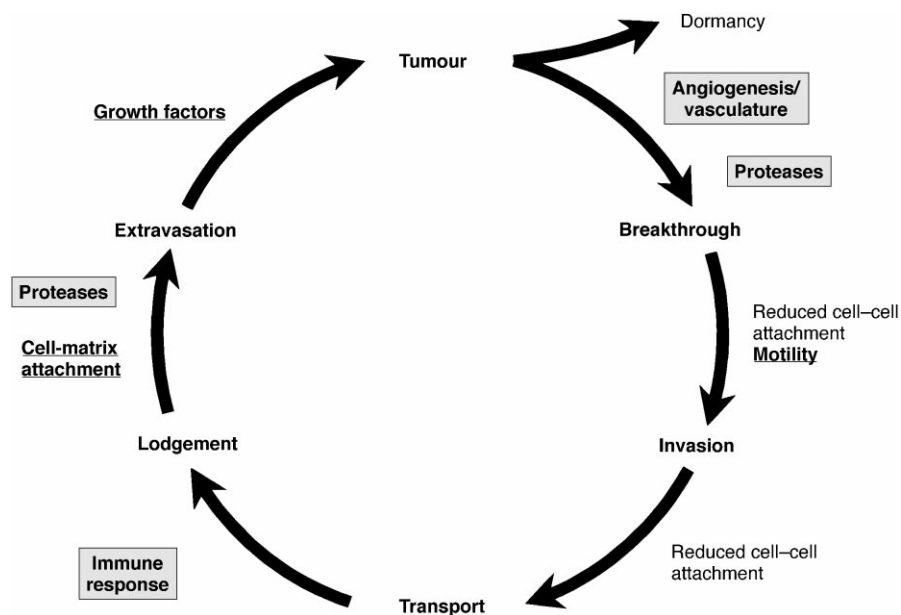 Tumour
Dormancy
Angiogenesis/
vasculature
Proteases
Breakthrough
Reduced cell–cell
attachment
Motility
Invasion
Reduced cell–cell
attachment
Transport
Immune
response
Lodgement
Cell-matrix
attachment
Proteases
Extravasation
Growth factors